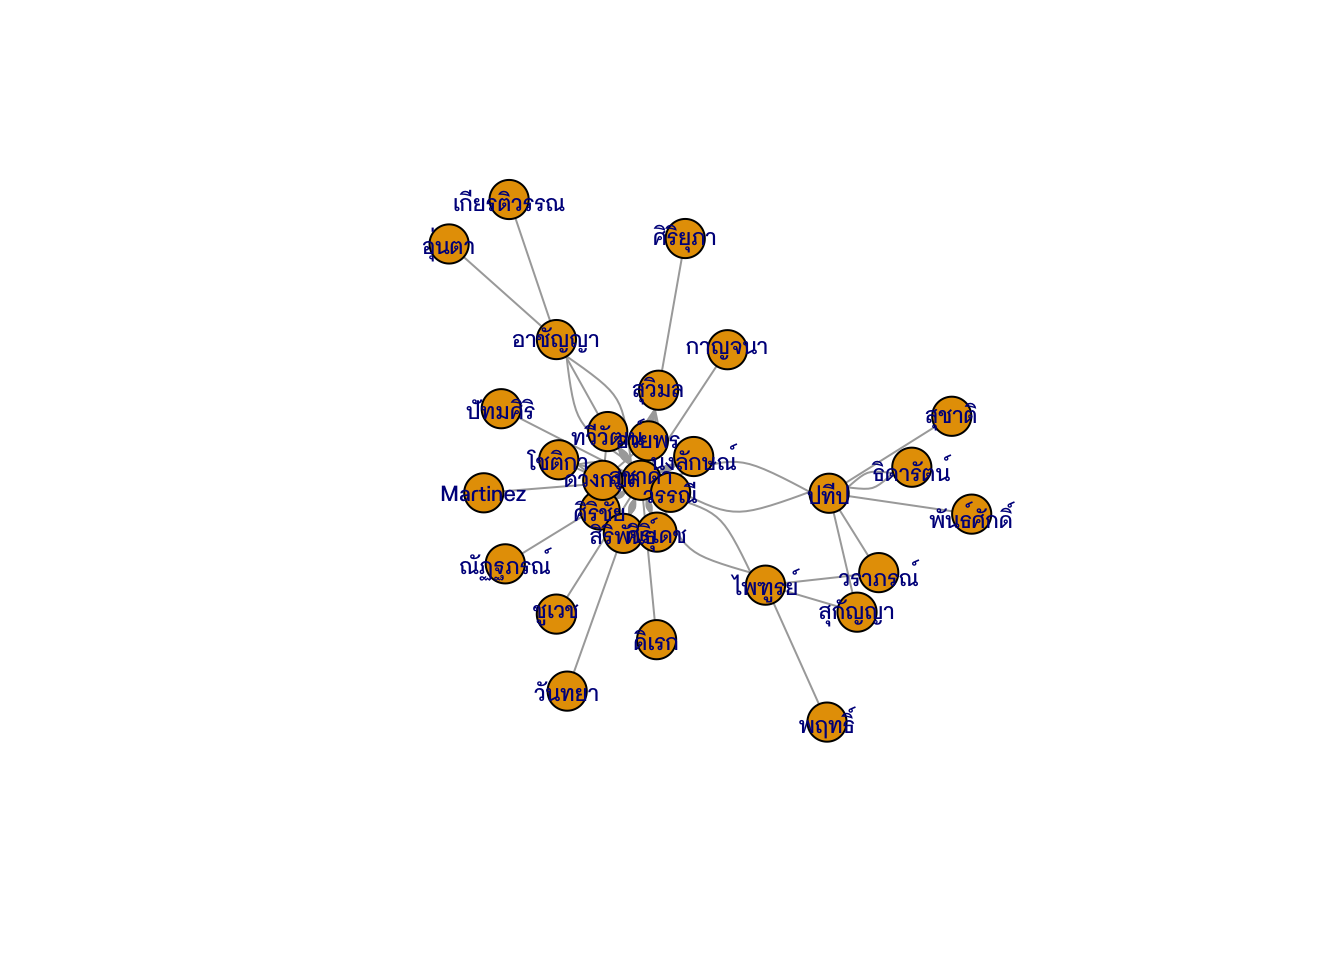 เกียรติวรรณ
อุ่นตา
ศิริยุภา
อาชัญญา
กาญจนา
สุวิมล
ปัทมศิริ
สุชาติ
ทวีวัฒน์
อวยพร
โชติกา
นงลักษณ์
ธิดารัตน์
ดวงกมล
สุชาดา
Martinez
วรรณี
ปทีป
ศิริชัย
พันธ์ศักดิ์
สิริพันธุ์
ศิริเดช
ณัฏฐภรณ์
วราภรณ์
ไพฑูรย์
ชูเวช
สุกัญญา
ดิเรก
วันทยา
พฤทธิ์